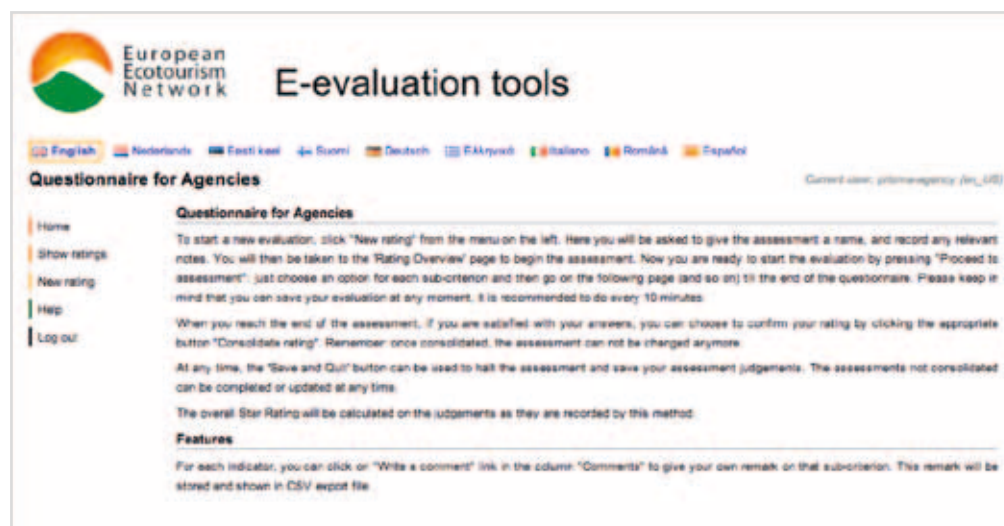 European
Ecotourism
Network
E-evaluation tools
English Nederlands Eesti keel Suomi Deutsch Ελληνικά Italiano Română Español
Questionnaire for Agencies
Current user: (en_US)
Home
Show ratings
New rating
Help
Log out
Questionnaire for Agencies
To start a new evaluation, click "New rating" from the menu on the left. Here you will be asked to give the assessment a name, and record any relevant
notes. You will then be taken to the 'Rating Overview' page to begin the assessment. Now you are ready to start the evaluation by pressing "Proceed to
assessment": just choose an option for each sub-criterion and then go on the following page (and so on) till the end of the questionnaire. Please keep in
mind that you can save your evaluation at any moment, it is recommended to do every 10 minutes.
When you reach the end of the assessment, if you are satisfied with your answers, you can choose to confirm your rating by clicking the appropriate
button "Consolidate rating". Remember: once consolidated, the assessment can not be changed anymore.
At any time, the 'Save and Quit' button can be used to halt the assessment and save your assessment judgements. The assessments not consolidated
can be completed or updated at any time.
The overall Star Rating will be calculated on the judgements as they are recorded by this method.
Features
For each indicator, you can click on "Write a comment" link in the column "Comments" to give your own remark on that sub-criterion. This remark will be
stored and shown in CSV export file.